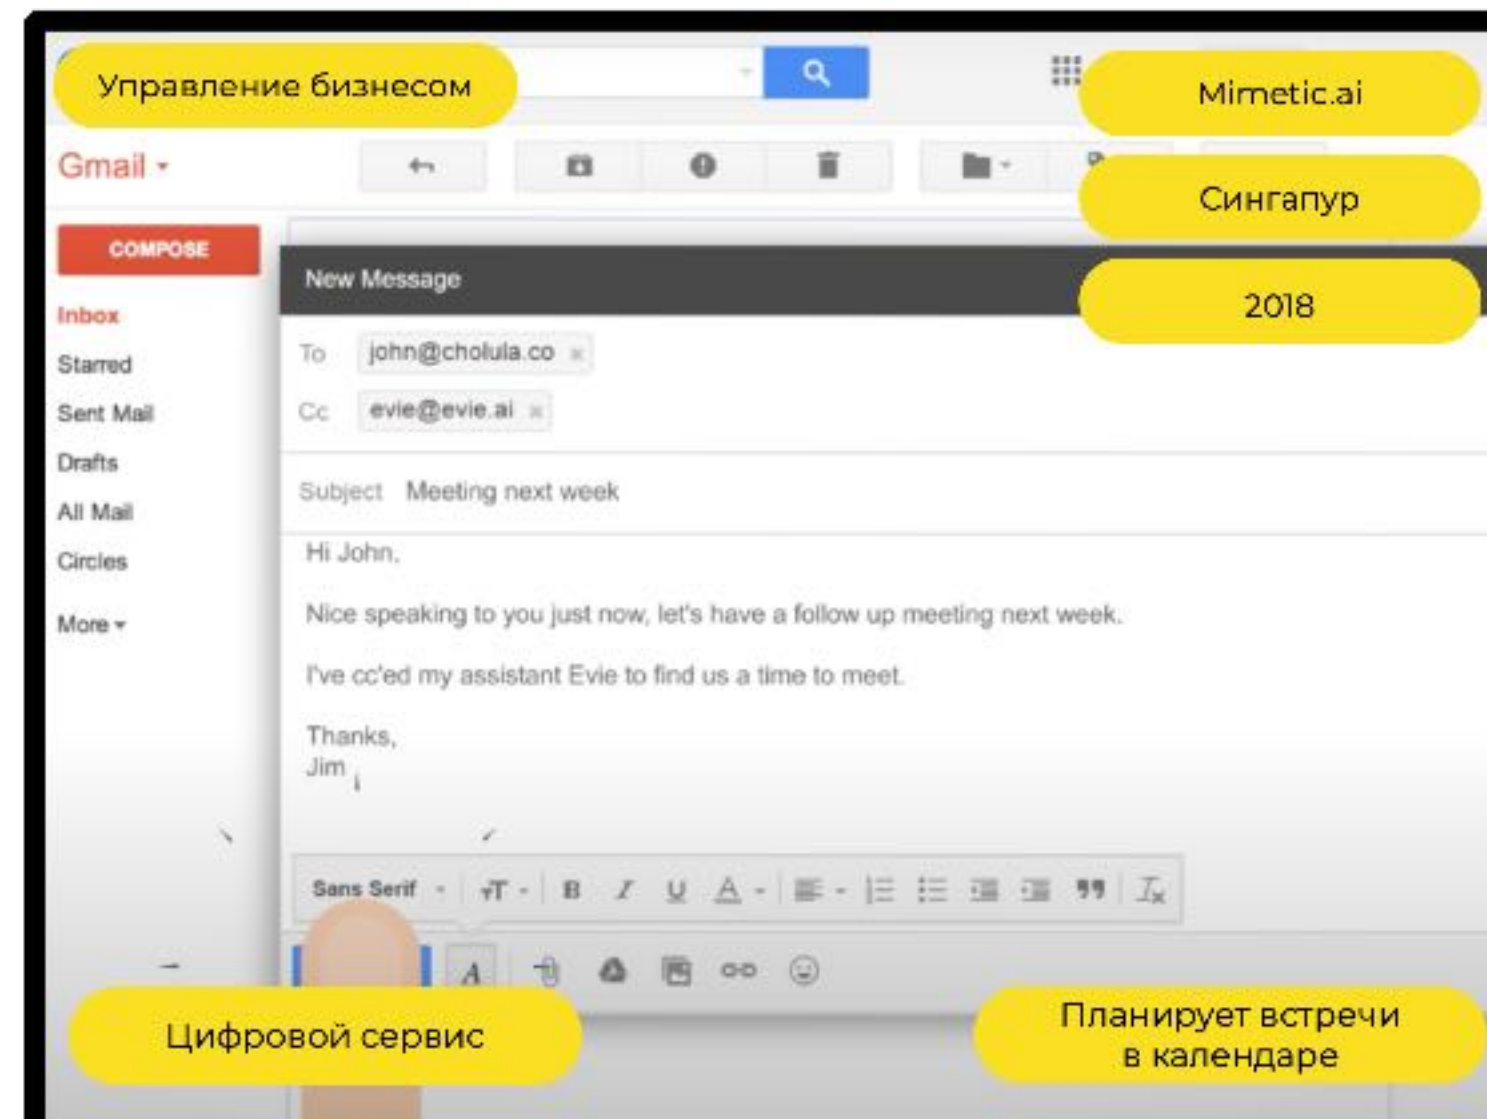 Управление бизнесом
Mimetic.ai
Gmail
Сингапур
COMPOSE
New Message
2018
Inbox
To john@cholula.co
Starred
Cc evie@evie.ai
Sent Mail
Drafts
Subject Meeting next week
All Mail
Hi John,
Circles
Nice speaking to you just now, let's have a follow up meeting next week.
More
I've cc'ed my assistant Evie to find us a time to meet.
Thanks,
Jim
Sans Serif
Цифровой сервис
Планирует встречи
в календаре